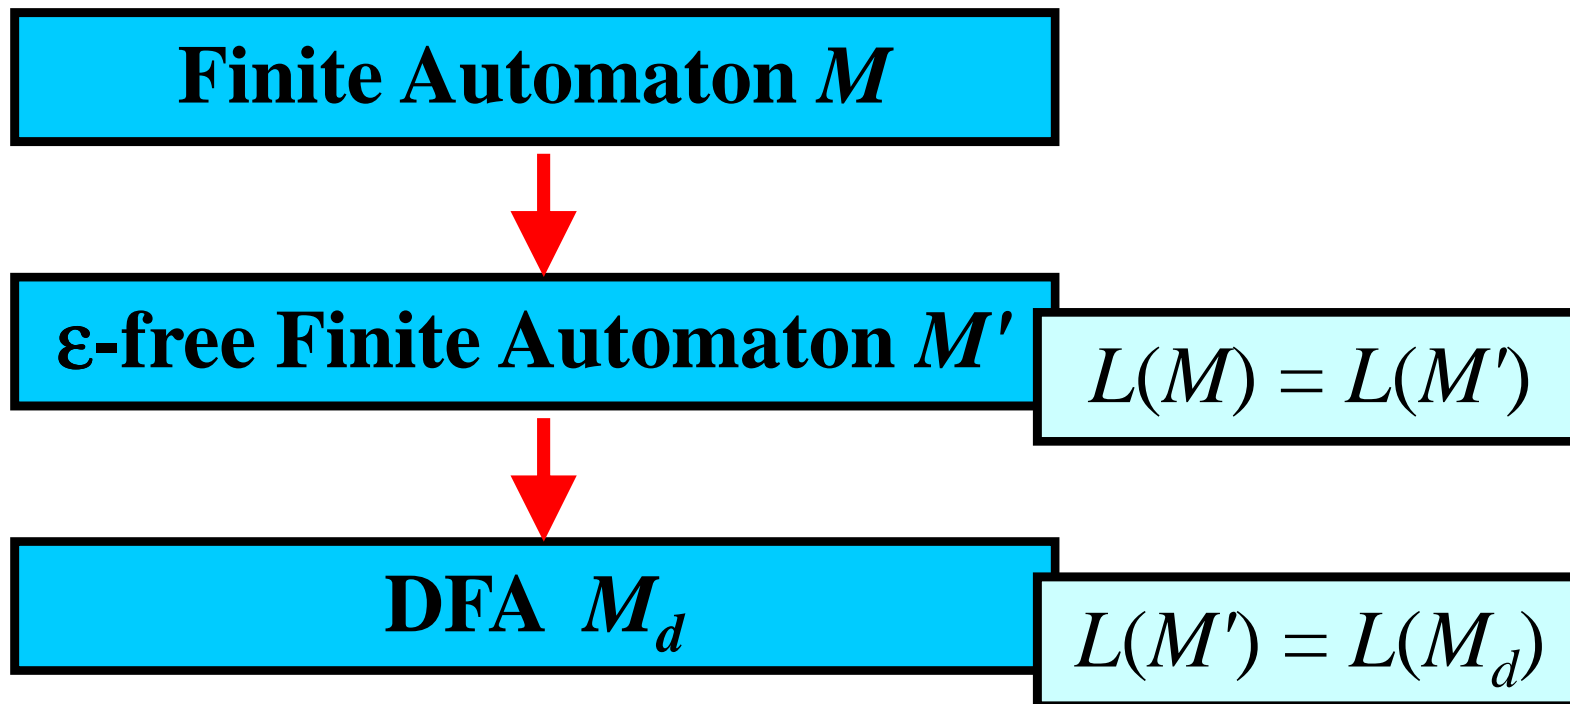 Finite Automaton M
ε-free Finite Automaton M'
L(M) = L(M')
DFA M_d
L(M') = L(M_d)